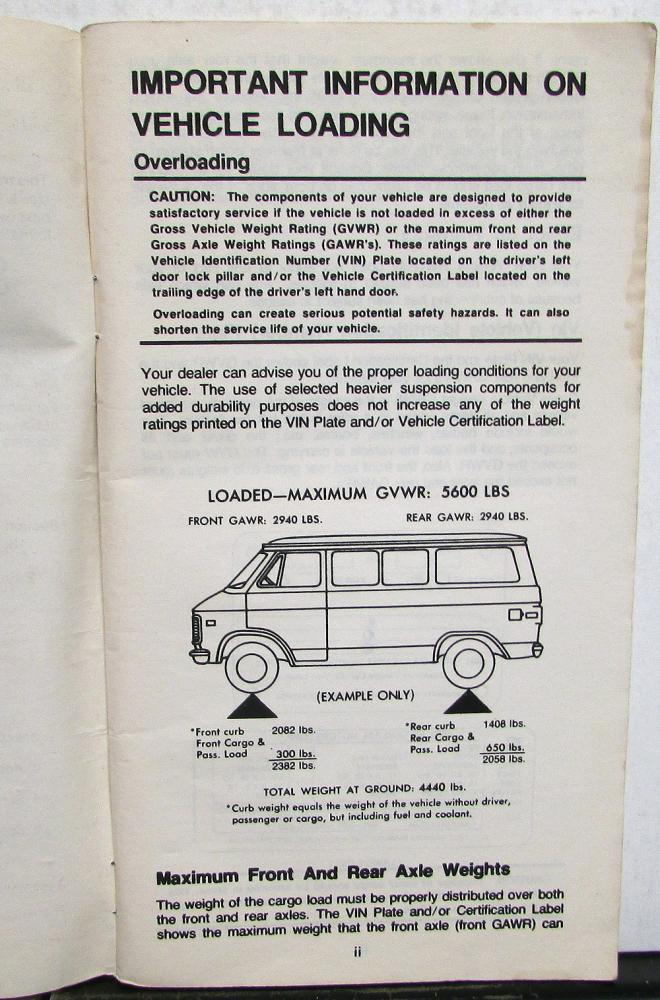 IMPORTANT INFORMATION ON
VEHICLE LOADING
Overloading
CAUTION: The components of your vehicle are designed to provide
satisfactory service if the vehicle is not loaded in excess of either the
Gross Vehicle Weight Rating (GVWR) or the maximum front and rear
Gross Axle Weight Ratings (GAWR's). These ratings are listed on the
Vehicle Identification Number (VIN) Plate located on the driver's left
door lock pillar and/or the Vehicle Certification Label located on the
trailing edge of the driver's left hand door.
Overloading can create serious potential safety hazards. It can also
shorten the service life of your vehicle.
Your dealer can advise you of the proper loading conditions for your
vehicle. The use of selected heavier suspension components for
added durability purposes does not increase any of the weight
ratings printed on the VIN Plate and/or Vehicle Certification Label.
LOADED—MAXIMUM GVWR: 5600 LBS
FRONT GAWR: 2940 LBS. REAR GAWR: 2940 LBS.
(EXAMPLE ONLY)
*Front curb 2082 lbs.
Front Cargo &
Pass. Load 300 lbs.
2382 lbs.
*Rear curb 1408 lbs.
Rear Cargo &
Pass. Load 650 lbs.
2058 lbs.
TOTAL WEIGHT AT GROUND: 4440 lbs.
*Curb weight equals the weight of the vehicle without driver,
passenger or cargo, but including fuel and coolant.
Maximum Front And Rear Axle Weights
The weight of the cargo load must be properly distributed over both
the front and rear axles. The VIN Plate and/or Certification Label
shows the maximum weight that the front axle (front GAWR) can
ii